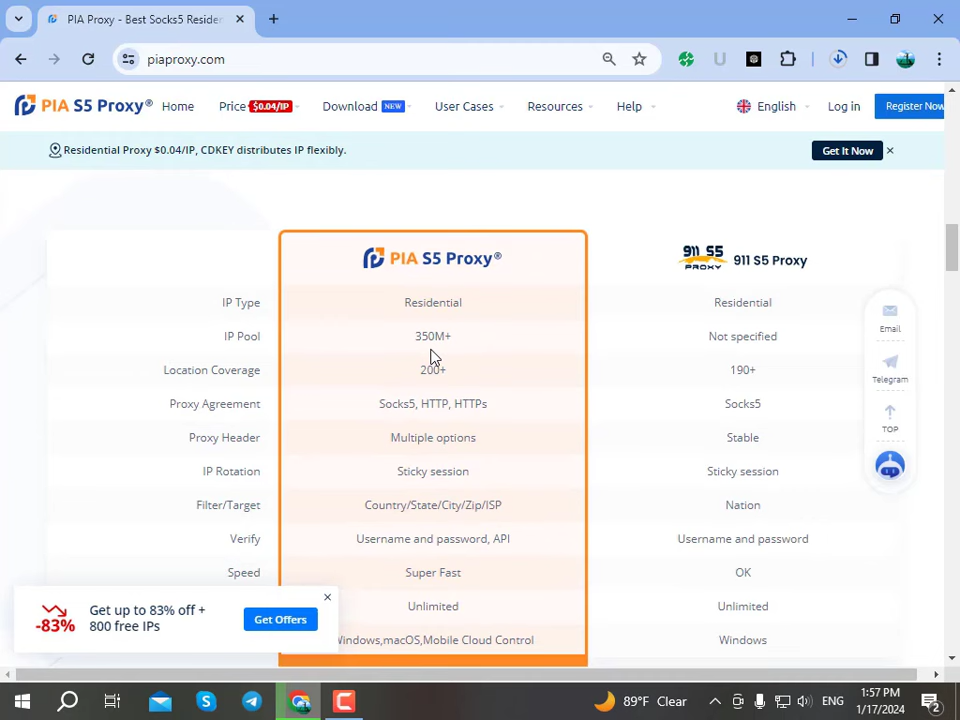 PIA Proxy - Best Socks5 Reside
piaproxy.com
PIA S5 Proxy®
Home
Price $0.04/IP
Download NEW
User Cases
Resources
Help
English
Log in
Register Now
Residential Proxy $0.04/IP, CDKEY distributes IP flexibly.
Get It Now
PIA S5 Proxy®
911 S5 PROXY 911 S5 Proxy
IP Type Residential Residential
IP Pool 350M+ Not specified
Location Coverage 200+ 190+
Proxy Agreement Socks5, HTTP, HTTPs Socks5
Proxy Header Multiple options Stable
IP Rotation Sticky session Sticky session
Filter/Target Country/State/City/Zip/ISP Nation
Verify Username and password, API Username and password
Speed Super Fast OK
Unlimited Unlimited
Windows,macOS,Mobile Cloud Control Windows
Email
Telegram
TOP
-83%
Get up to 83% off +
800 free IPs
Get Offers
89°F Clear
ENG
1:57 PM
1/17/2024
2